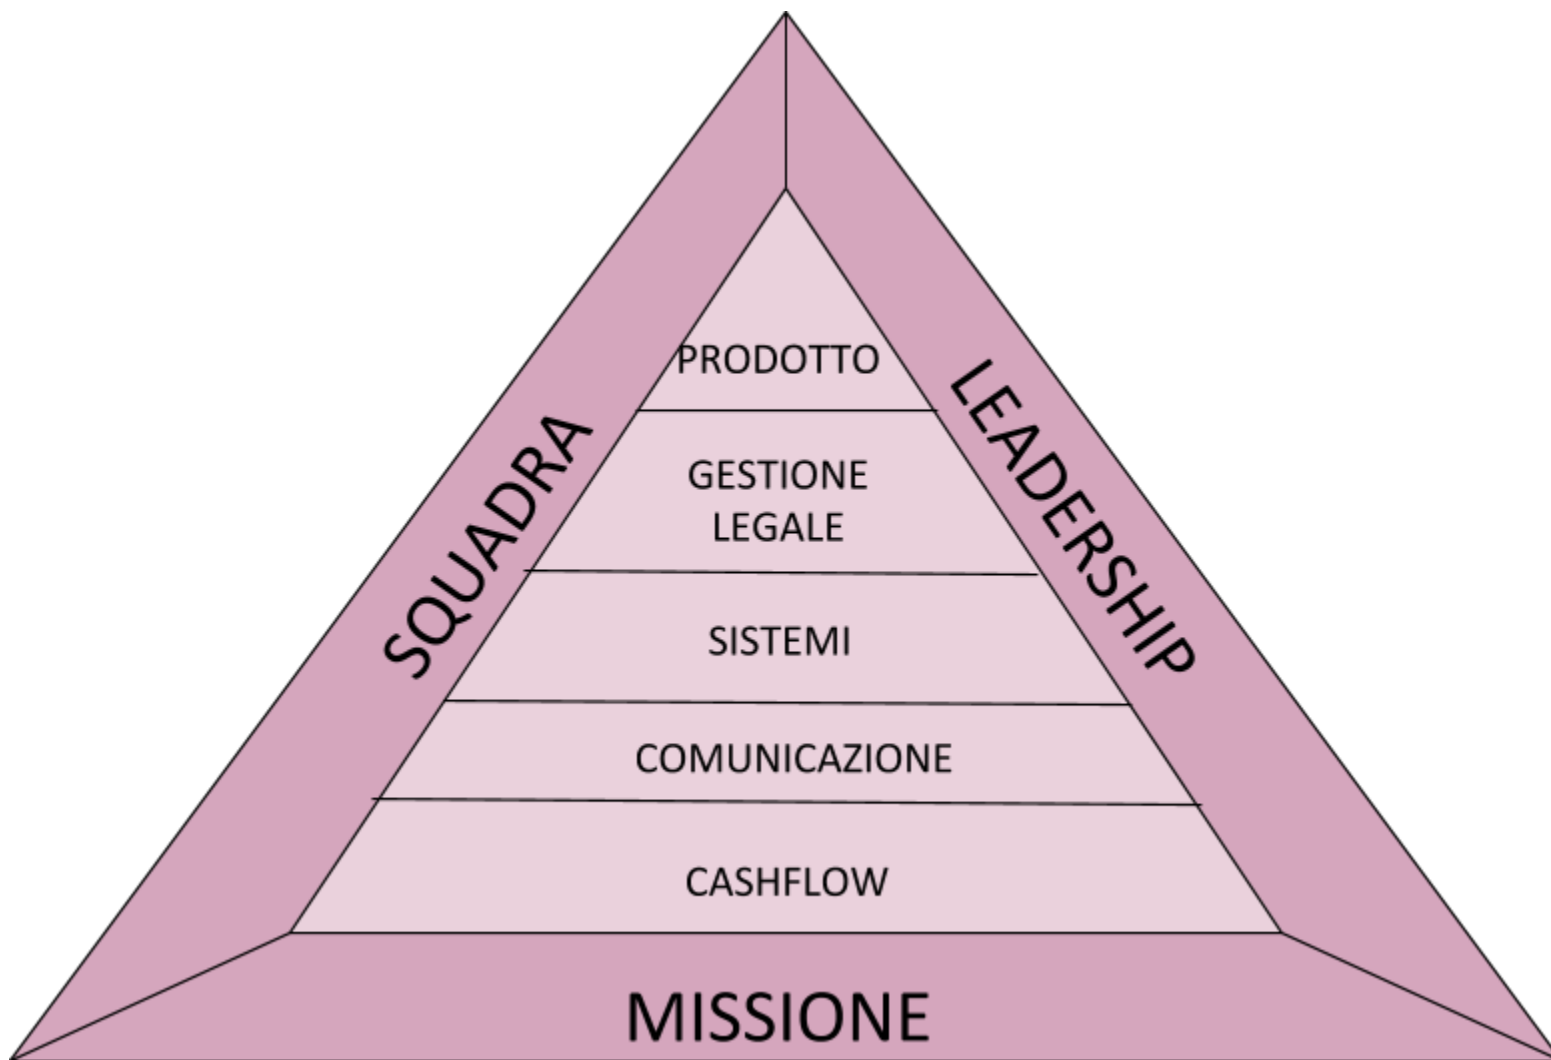 PRODOTTO
LEADERSHIP
SQUADRA
GESTIONE
LEGALE
SISTEMI
COMUNICAZIONE
CASHFLOW
MISSIONE